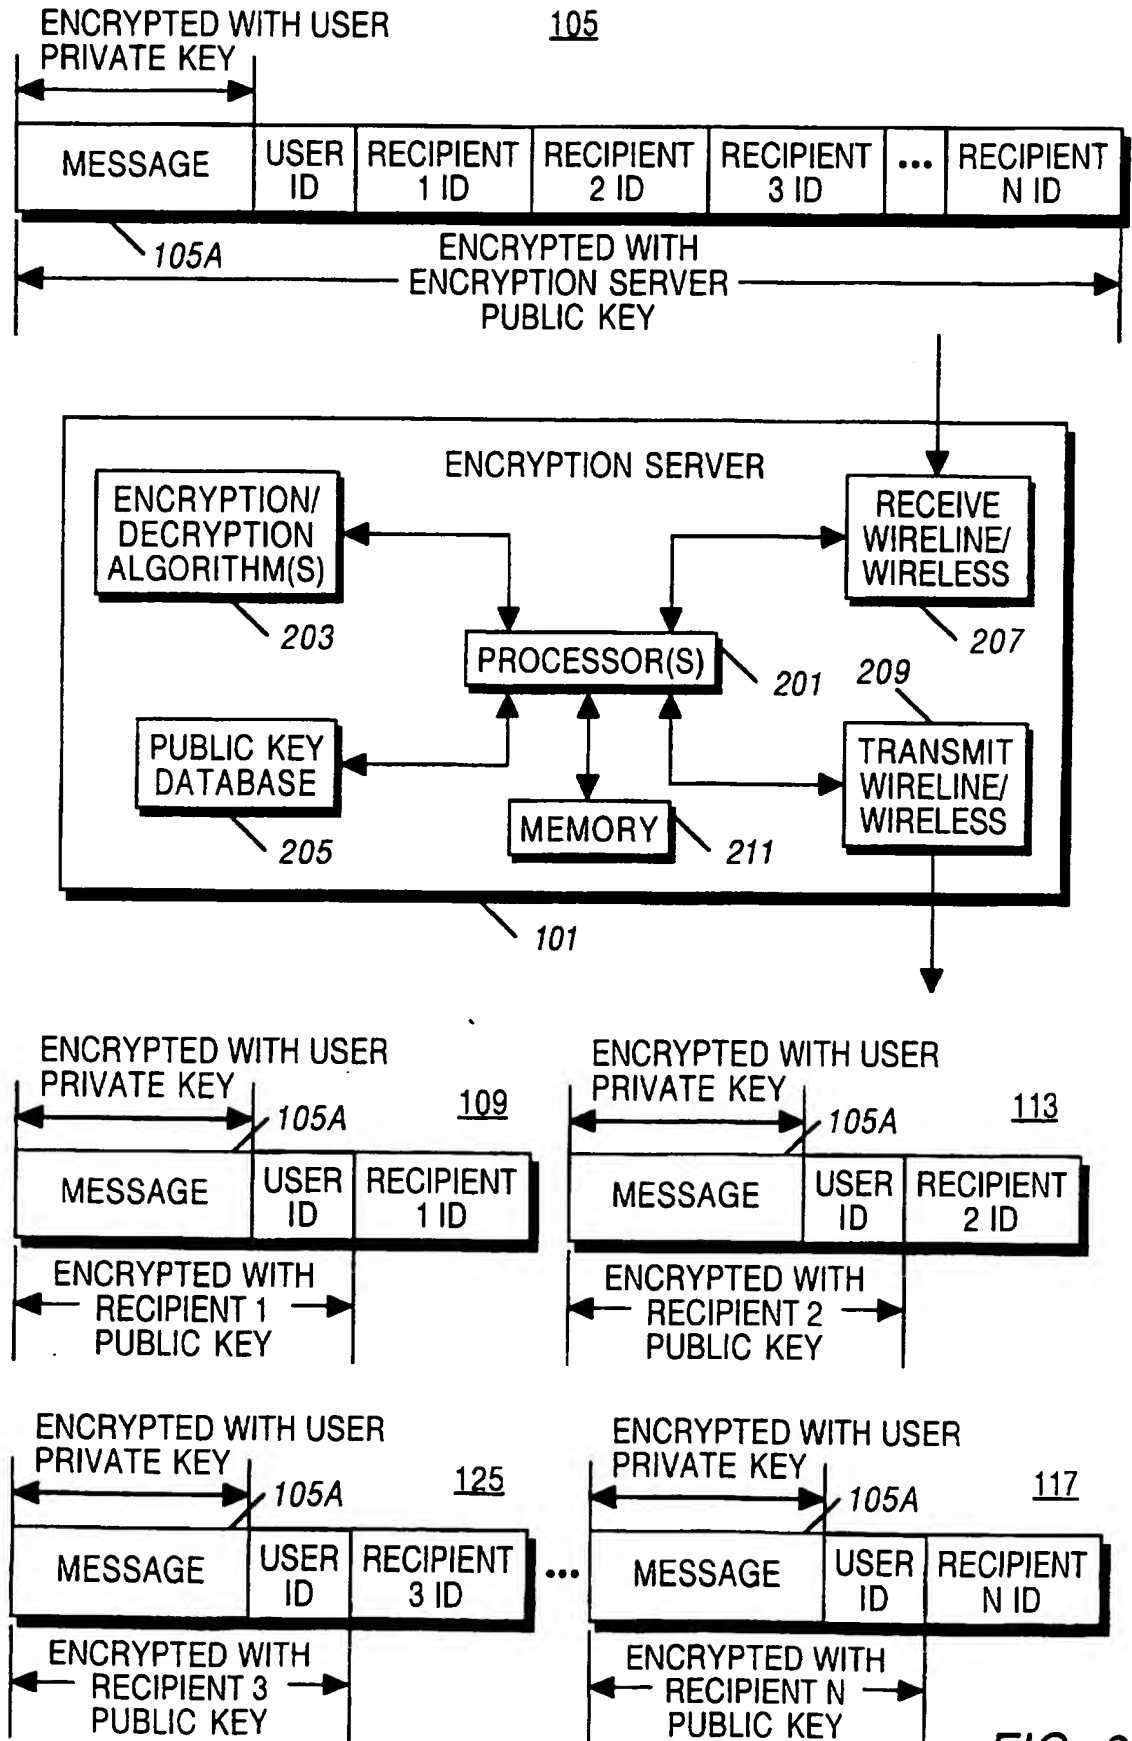 ENCRYPTED WITH USER
PRIVATE KEY
105
MESSAGE
USER
ID
RECIPIENT
1 ID
RECIPIENT
2 ID
RECIPIENT
3 ID
...
RECIPIENT
N ID
105A
ENCRYPTED WITH
ENCRYPTION SERVER
PUBLIC KEY
ENCRYPTION SERVER
ENCRYPTION/
DECRYPTION
ALGORITHM(S)
203
RECEIVE
WIRELINE/
WIRELESS
207
PROCESSOR(S)
201
209
PUBLIC KEY
DATABASE
205
MEMORY
211
TRANSMIT
WIRELINE/
WIRELESS
101
ENCRYPTED WITH USER
PRIVATE KEY
105A
109
MESSAGE
USER
ID
RECIPIENT
1 ID
ENCRYPTED WITH
RECIPIENT 1
PUBLIC KEY
ENCRYPTED WITH USER
PRIVATE KEY
105A
113
MESSAGE
USER
ID
RECIPIENT
2 ID
ENCRYPTED WITH
RECIPIENT 2
PUBLIC KEY
ENCRYPTED WITH USER
PRIVATE KEY
105A
125
MESSAGE
USER
ID
RECIPIENT
3 ID
ENCRYPTED WITH
RECIPIENT 3
PUBLIC KEY
...
ENCRYPTED WITH USER
PRIVATE KEY
105A
117
MESSAGE
USER
ID
RECIPIENT
N ID
ENCRYPTED WITH
RECIPIENT N
PUBLIC KEY